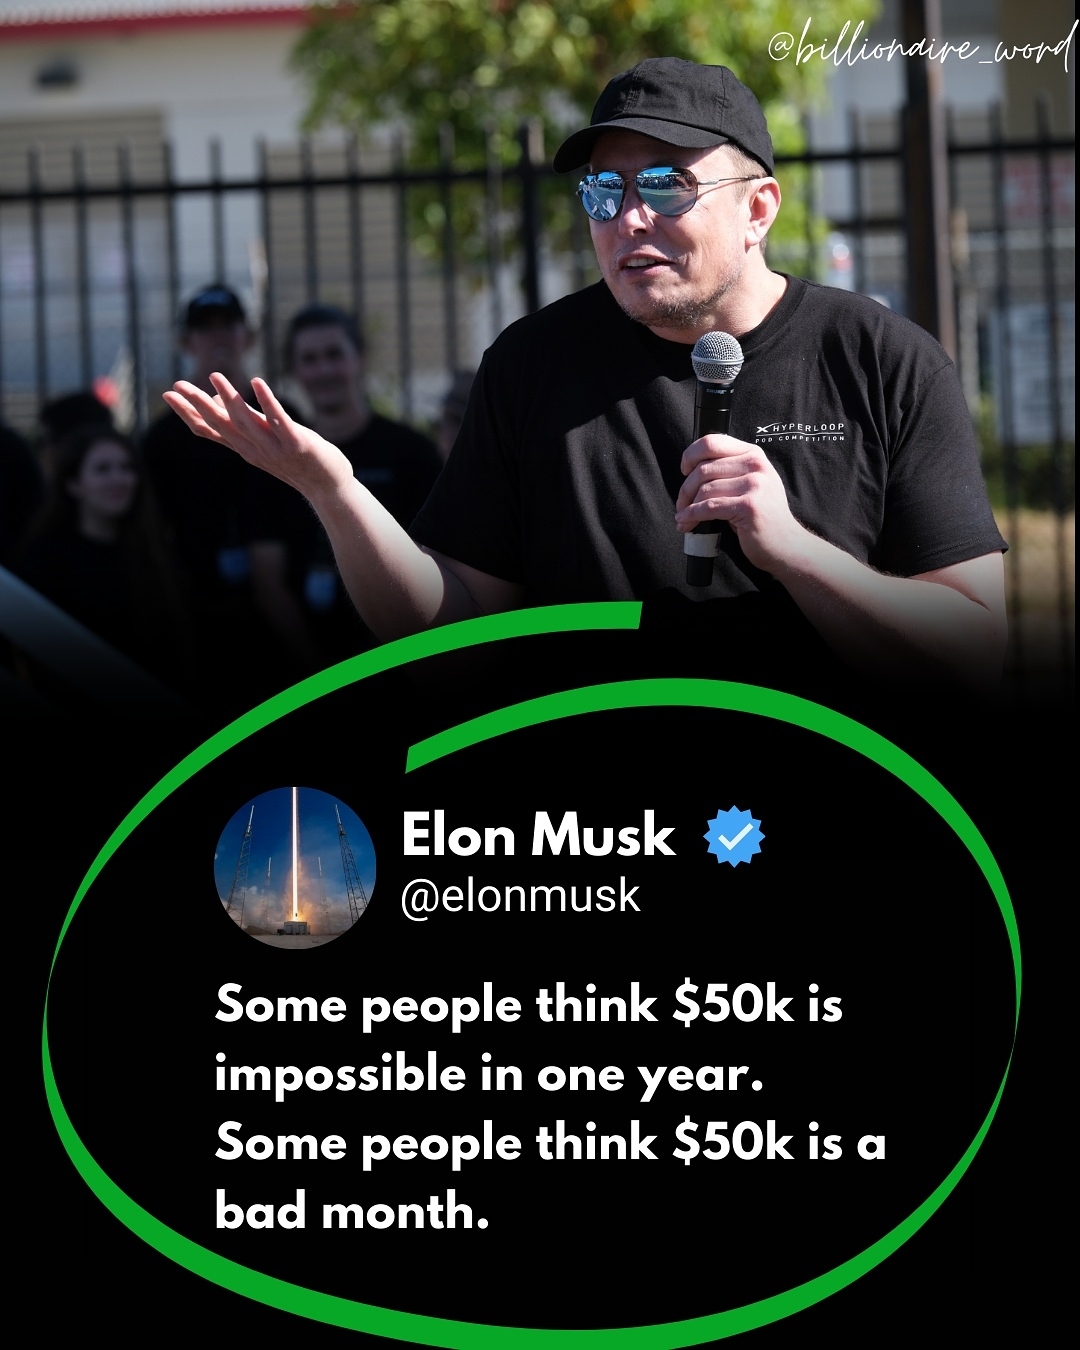 @billionaire_word
HYPERLOOP
POD COMPETITION
Elon Musk
@elonmusk
Some people think $50k is
impossible in one year.
Some people think $50k is a
bad month.